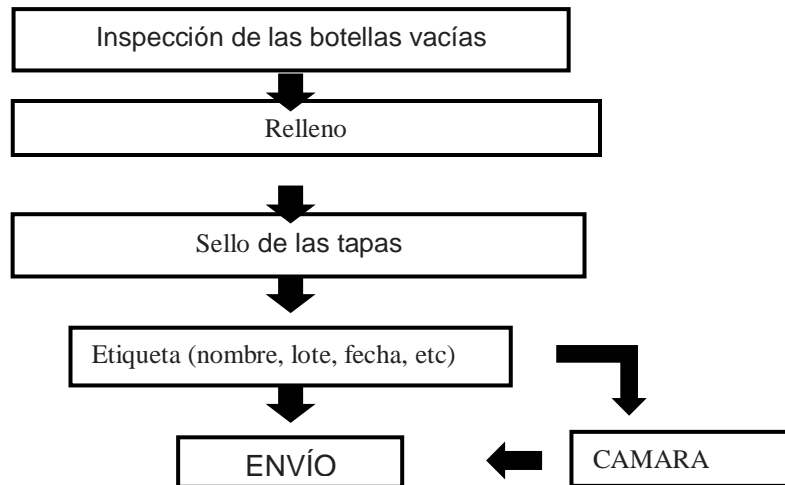 Inspección de las botellas vacías
Relleno
Sello de las tapas
Etiqueta (nombre, lote, fecha, etc)
ENVÍO
CAMARA